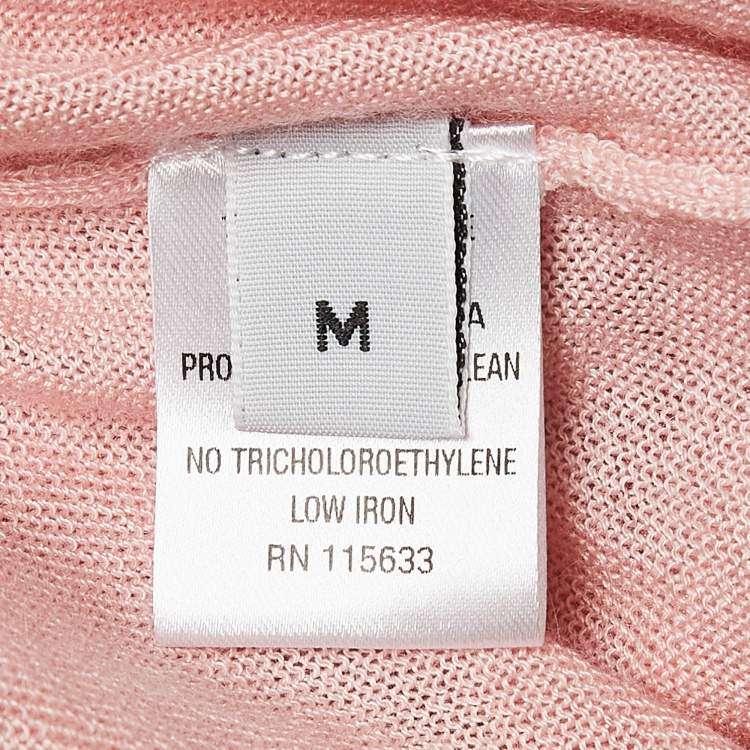 M
A
PRO LEAN
NO TRICHOLOROETHYLENE
LOW IRON
RN 115633